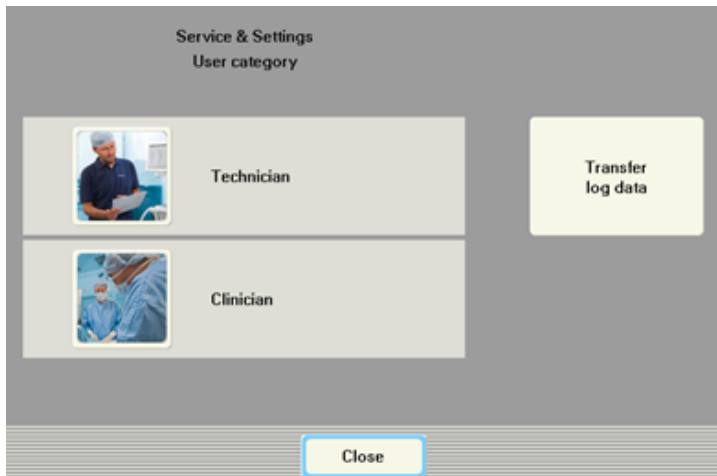 Service & Settings
User category
Technician
Transfer
log data
Clinician
Close